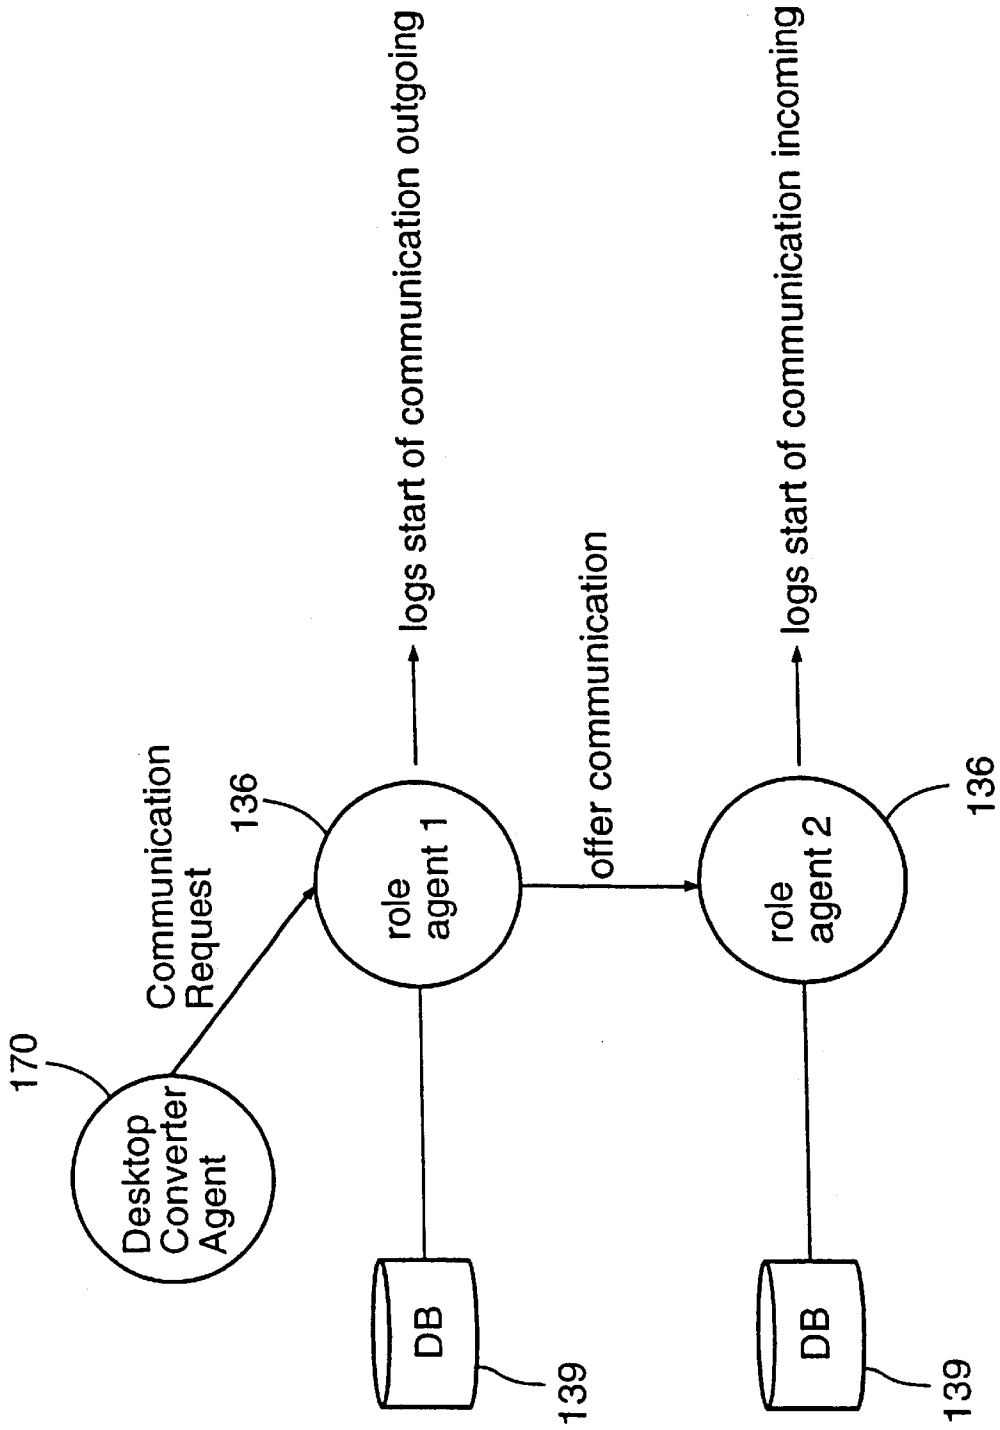 170
Desktop
Converter
Agent
Communication
Request
136
role
agent 1
logs start of communication outgoing
DB
139
offer communication
role
agent 2
136
logs start of communication incoming
DB
139